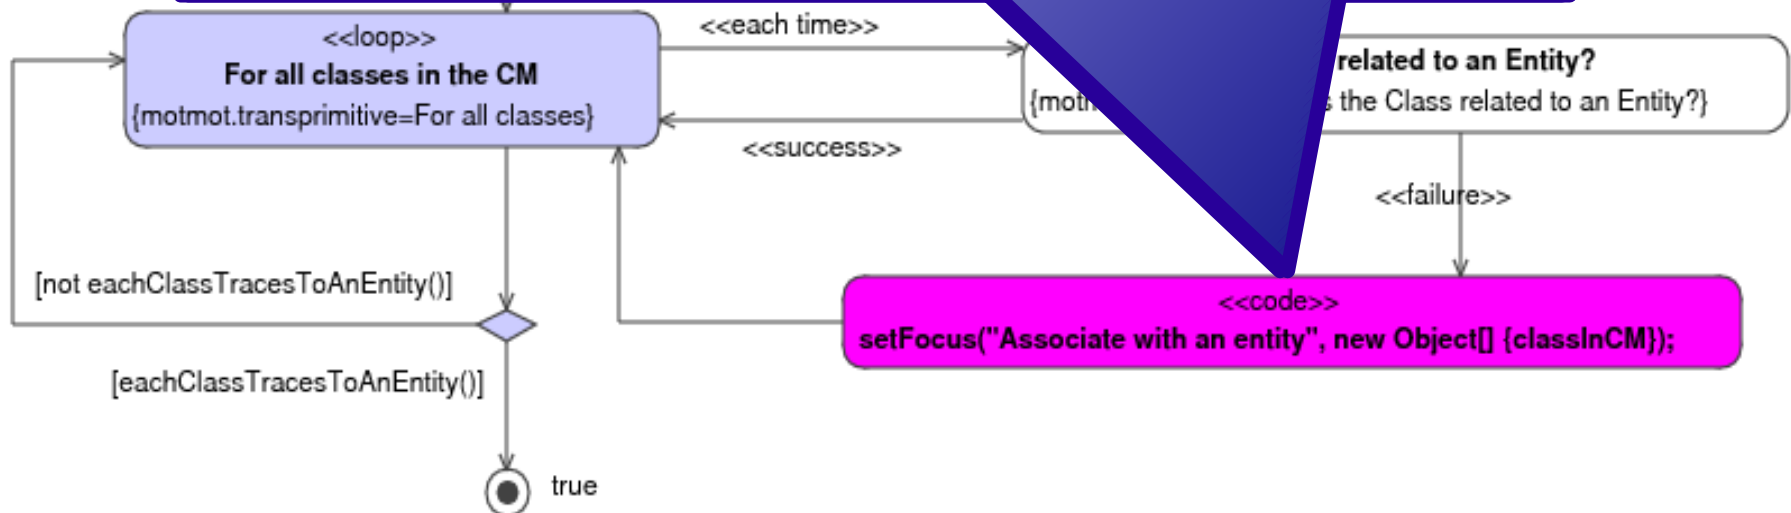 <<loop>>
For all classes in the CM
{motmot.transprimitive=For all classes}
<<each time>>
related to an Entity?
the Class related to an Entity?}
<<success>>
<<failure>>
[not eachClassTracesToAnEntity()]
<<code>>
setFocus("Associate with an entity", new Object[] {classInCM});
[eachClassTracesToAnEntity()]
true